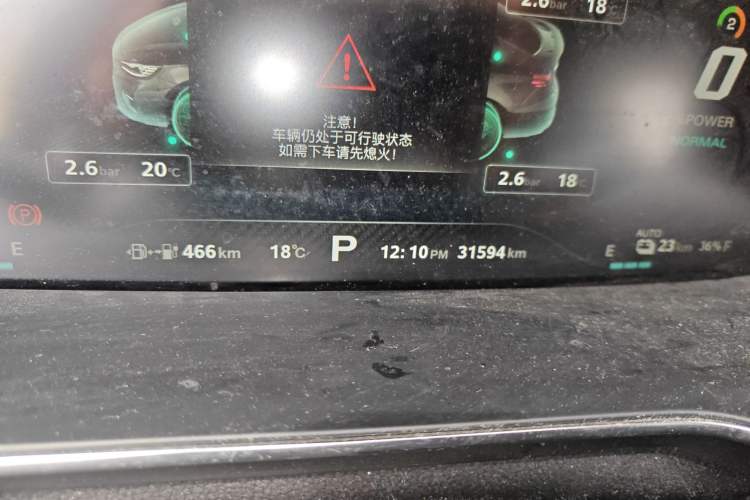 2.6bar 18℃
2
0
注意!
POWER
车辆仍处于可行驶状态
NORMAL
如需下车请先熄火!
2.6bar 20℃
2.6bar 18℃
P
AUTO
E 466km 18℃ P 12:10PM 31594km E 23km 36% F